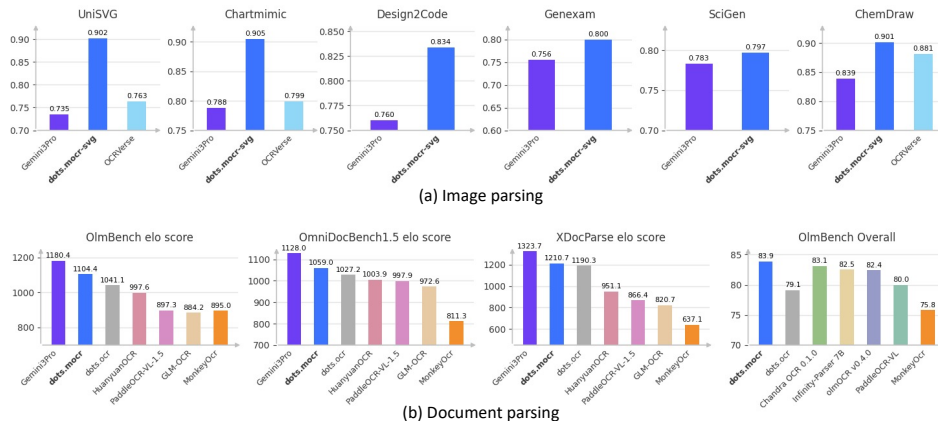 UniSVG
0.90
0.85
0.80
0.75
0.70
0.735
0.902
0.763
Gemini3Pro
dots.mocr-svg
OCRVerse
Chartmimic
0.90
0.85
0.80
0.75
0.788
0.905
0.799
Gemini3Pro
dots.mocr-svg
OCRVerse
Design2Code
0.850
0.825
0.800
0.775
0.750
0.760
0.834
Gemini3Pro
dots.mocr-svg
Genexam
0.80
0.75
0.70
0.65
0.60
0.756
0.800
Gemini3Pro
dots.mocr-svg
SciGen
0.80
0.75
0.70
0.783
0.797
Gemini3Pro
dots.mocr-svg
ChemDraw
0.90
0.85
0.80
0.75
0.839
0.901
0.881
Gemini3Pro
dots.mocr-svg
OCRVerse
(a) Image parsing
OlmBench elo score
1200
1000
800
1180.4
1104.4
1041.1
997.6
897.3
884.2
895.0
Gemini3Pro
dots.mocr
dots.ocr
HuanyuanOCR
PaddleOCR-VL-1.5
GLM-OCR
MonkeyOcr
OmniDocBench1.5 elo score
1100
1000
900
800
700
1128.0
1059.0
1027.2
1003.9
997.9
972.6
811.3
Gemini3Pro
dots.mocr
dots.ocr
HuanyuanOCR
PaddleOCR-VL-1.5
GLM-OCR
MonkeyOcr
XDocParse elo score
1200
1000
800
600
1323.7
1210.7
1190.3
951.1
866.4
820.7
637.1
Gemini3Pro
dots.mocr
dots.ocr
HuanyuanOCR
PaddleOCR-VL-1.5
GLM-OCR
MonkeyOcr
OlmBench Overall
85
80
75
70
83.9
79.1
83.1
82.5
82.4
80.0
75.8
dots.mocr
dots.ocr
Chandra OCR 0.1.0
Infinity-Parser 7B
olmOCR v0.4.0
PaddleOCR-VL
MonkeyOcr
(b) Document parsing